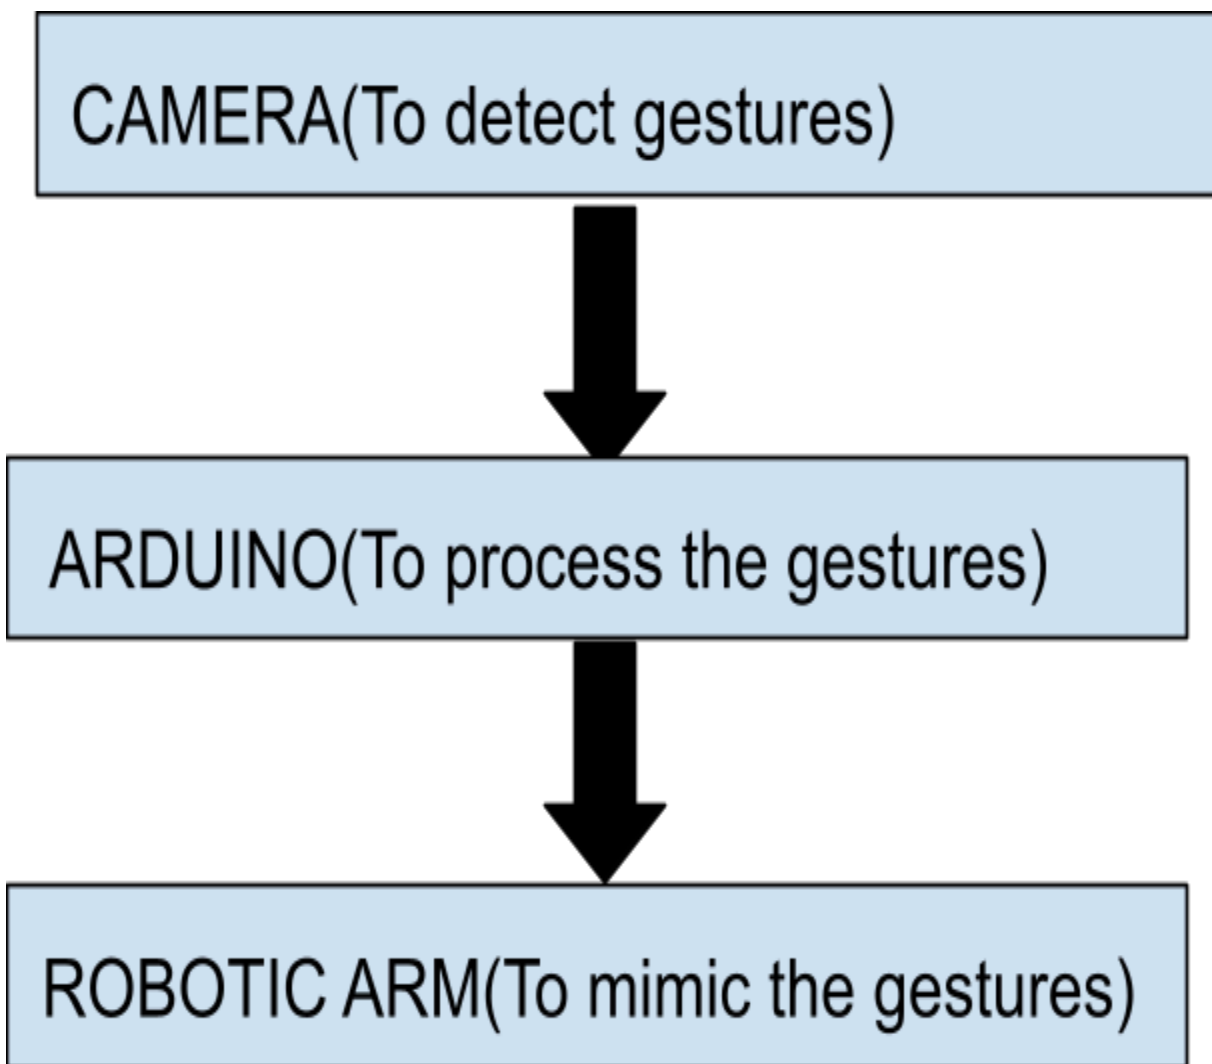 CAMERA(To detect gestures)
ARDUINO(To process the gestures)
ROBOTIC ARM(To mimic the gestures)